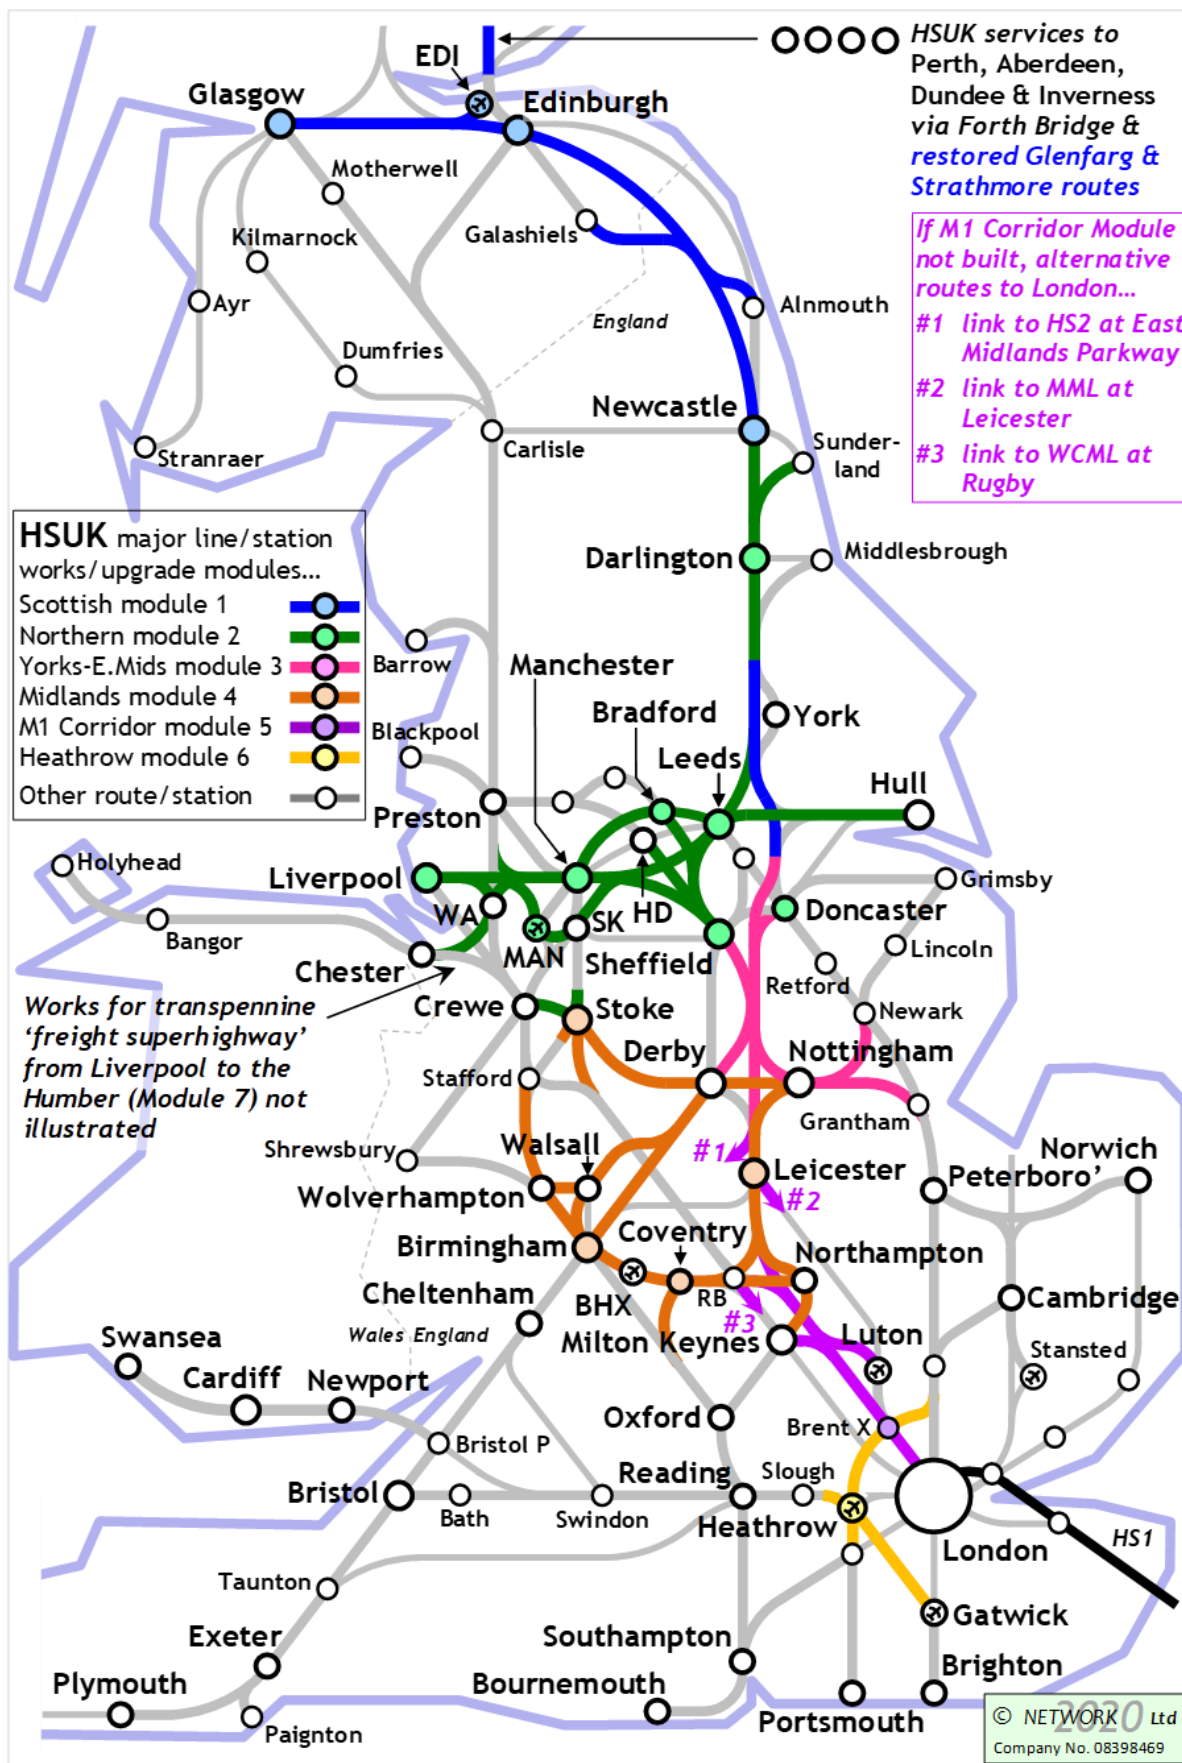 HSUK services to
Perth, Aberdeen,
Dundee & Inverness
via Forth Bridge &
restored Glenfarg &
Strathmore routes
If M1 Corridor Module
not built, alternative
routes to London...
#1 link to HS2 at East
Midlands Parkway
#2 link to MML at
Leicester
#3 link to WCML at
Rugby
EDI
Glasgow
Edinburgh
Motherwell
Galashiels
Kilmarnock
Ayr
Alnmouth
England
Dumfries
Newcastle
Carlisle
Sunder-
land
Stranraer
HSUK major line/station
works/upgrade modules...
Scottish module 1
Northern module 2
Yorks-E.Mids module 3
Midlands module 4
M1 Corridor module 5
Heathrow module 6
Other route/station
Darlington
Middlesbrough
Barrow
Manchester
Bradford
York
Blackpool
Leeds
Hull
Preston
Holyhead
Liverpool
Grimsby
WA
HD
SK
Doncaster
Bangor
MAN
Lincoln
Chester
Sheffield
Retford
Works for transpennine
‘freight superhighway’
from Liverpool to the
Humber (Module 7) not
illustrated
Crewe
Stoke
Newark
Derby
Nottingham
Stafford
Grantham
Shrewsbury
Walsall
#1
Norwich
Leicester
Peterboro’
Wolverhampton
#2
Birmingham
Coventry
Northampton
BHX
RB
Cheltenham
#3
Cambridge
Wales England
Milton Keynes
Luton
Swansea
Stansted
Cardiff
Newport
Oxford
Brent X
Bristol P
Reading
Slough
Bristol
Bath
Swindon
Heathrow
London
HS1
Taunton
Gatwick
Exeter
Southampton
Brighton
Plymouth
Bournemouth
Portsmouth
Paignton
© NETWORK 2020 Ltd
Company No. 08398469